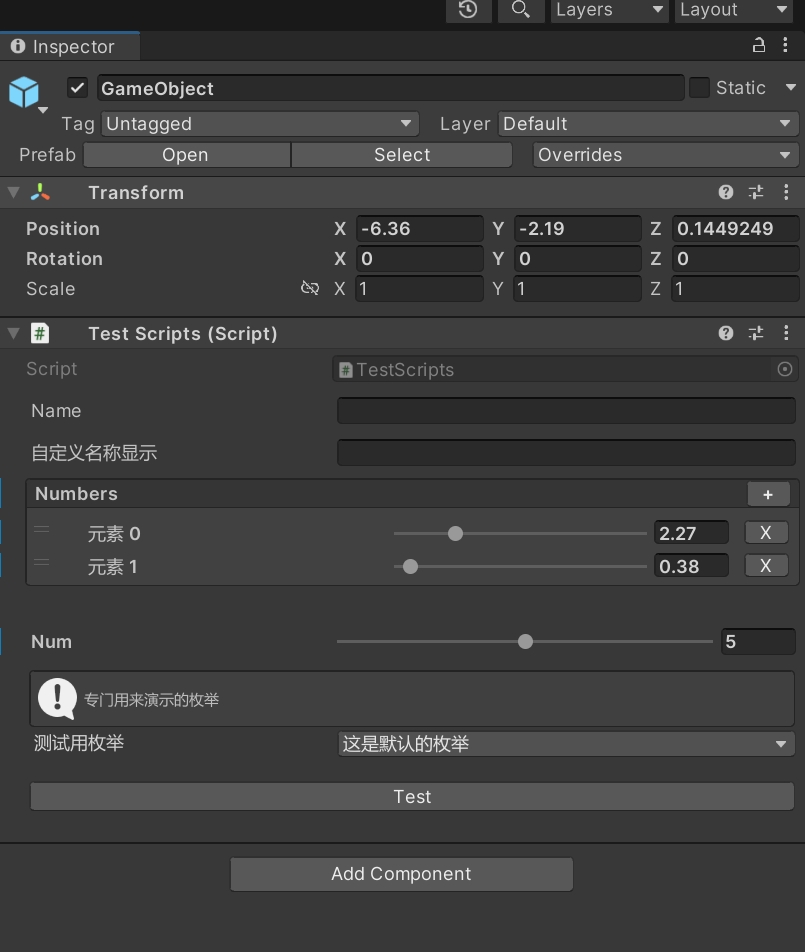 Layers Layout
Inspector
GameObject Static
Tag Untagged Layer Default
Prefab Open Select Overrides
Transform
Position X -6.36 Y -2.19 Z 0.1449249
Rotation X 0 Y 0 Z 0
Scale X 1 Y 1 Z 1
# Test Scripts (Script)
Script # TestScripts
Name
自定义名称显示
Numbers +
元素 0 2.27 X
元素 1 0.38 X
Num 5
专门用来演示的枚举
测试用枚举 这是默认的枚举
Test
Add Component